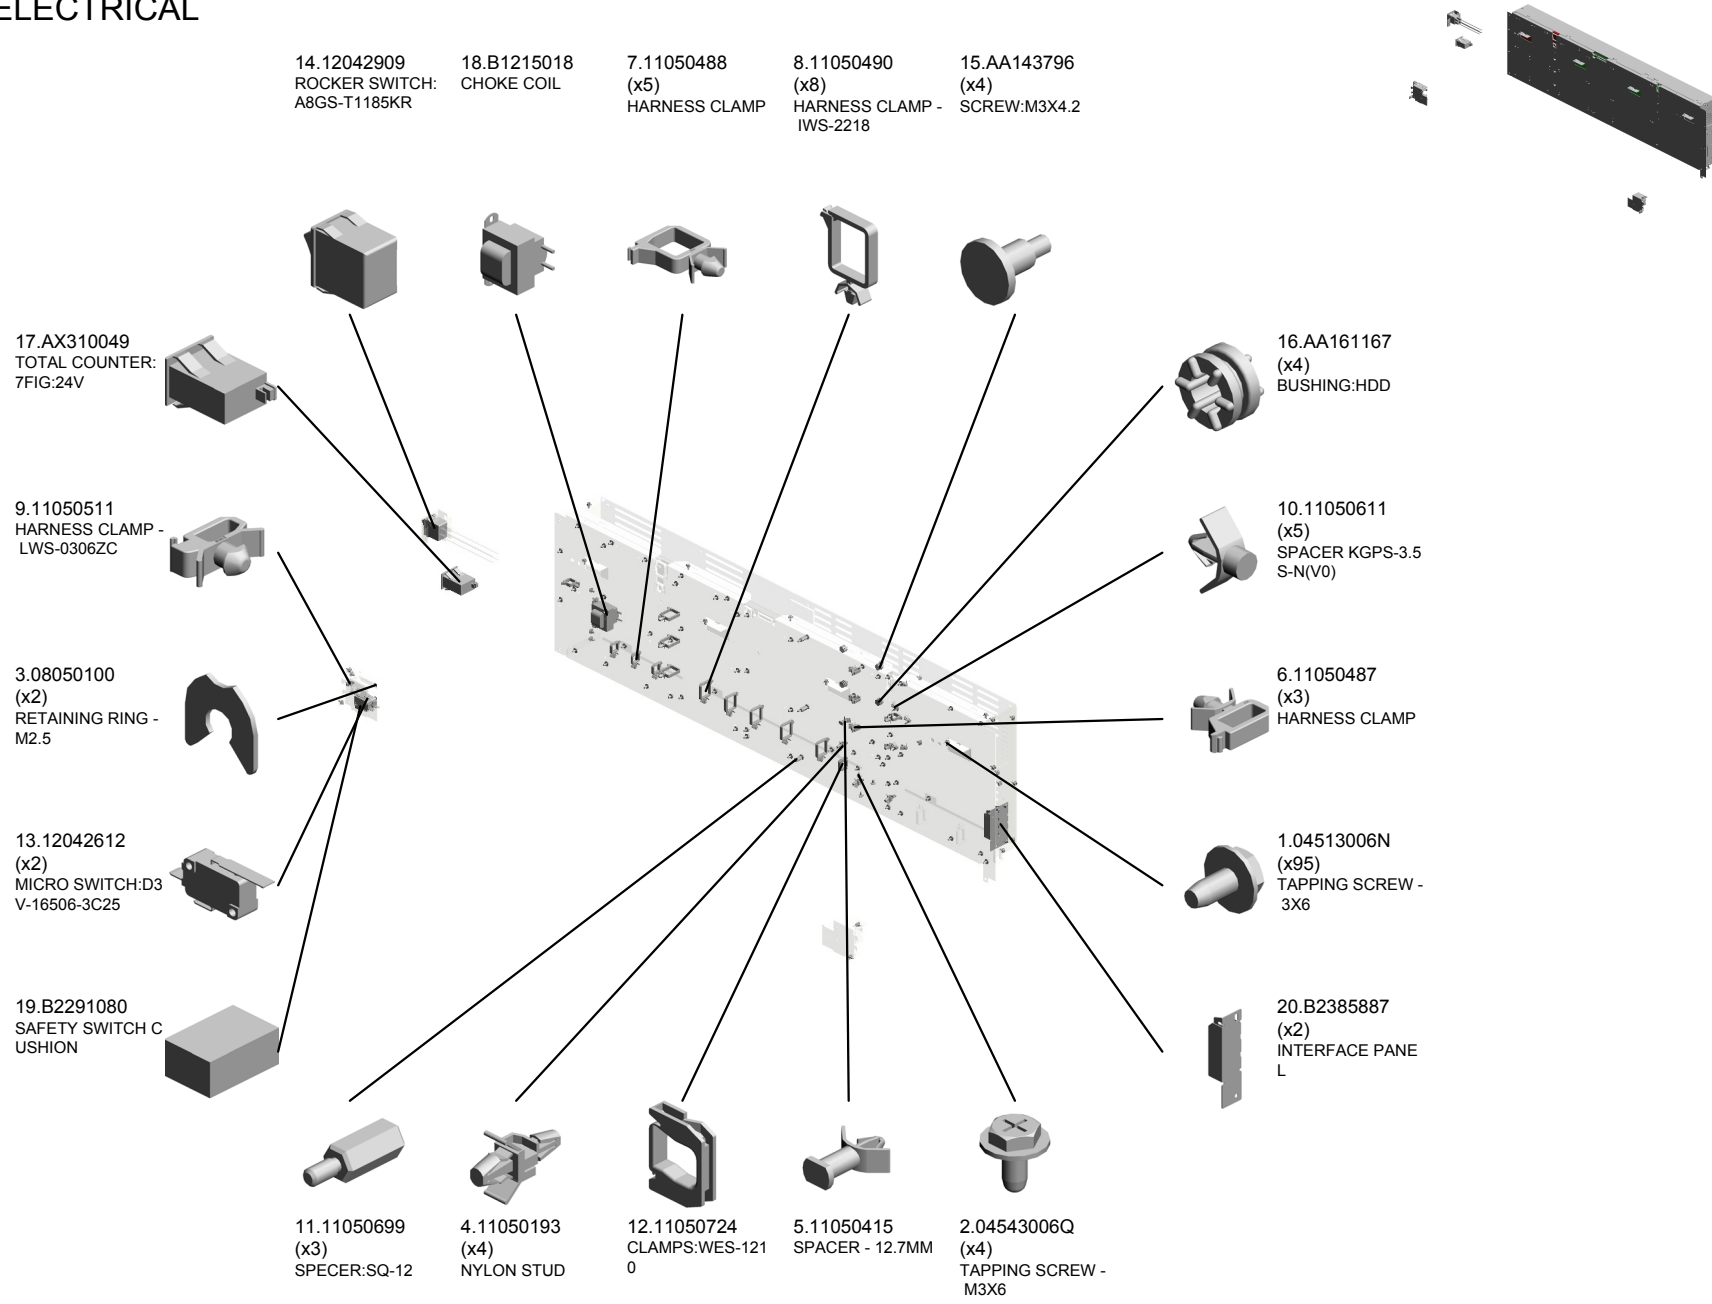 ELECTRICAL
14.12042909
ROCKER SWITCH:
A8GS-T1185KR
18.B1215018
CHOKE COIL
7.11050488
(x5)
HARNESS CLAMP
8.11050490
(x8)
HARNESS CLAMP -
IWS-2218
15.AA143796
(x4)
SCREW:M3X4.2
17.AX310049
TOTAL COUNTER:
7FIG:24V
16.AA161167
(x4)
BUSHING:HDD
9.11050511
HARNESS CLAMP -
LWS-0306ZC
10.11050611
(x5)
SPACER KGPS-3.5
S-N(V0)
3.08050100
(x2)
RETAINING RING -
M2.5
6.11050487
(x3)
HARNESS CLAMP
13.12042612
(x2)
MICRO SWITCH:D3
V-16506-3C25
1.04513006N
(x95)
TAPPING SCREW -
3X6
19.B2291080
SAFETY SWITCH C
USHION
20.B2385887
(x2)
INTERFACE PANE
L
11.11050699
(x3)
SPECER:SQ-12
4.11050193
(x4)
NYLON STUD
12.11050724
CLAMPS:WES-121
0
5.11050415
SPACER - 12.7MM
2.04543006Q
(x4)
TAPPING SCREW -
M3X6